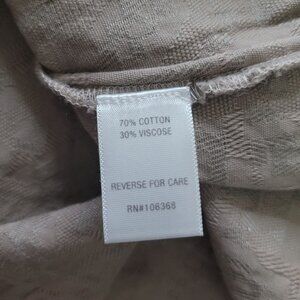 70% COTTON
30% VISCOSE
REVERSE FOR CARE
RN#106368